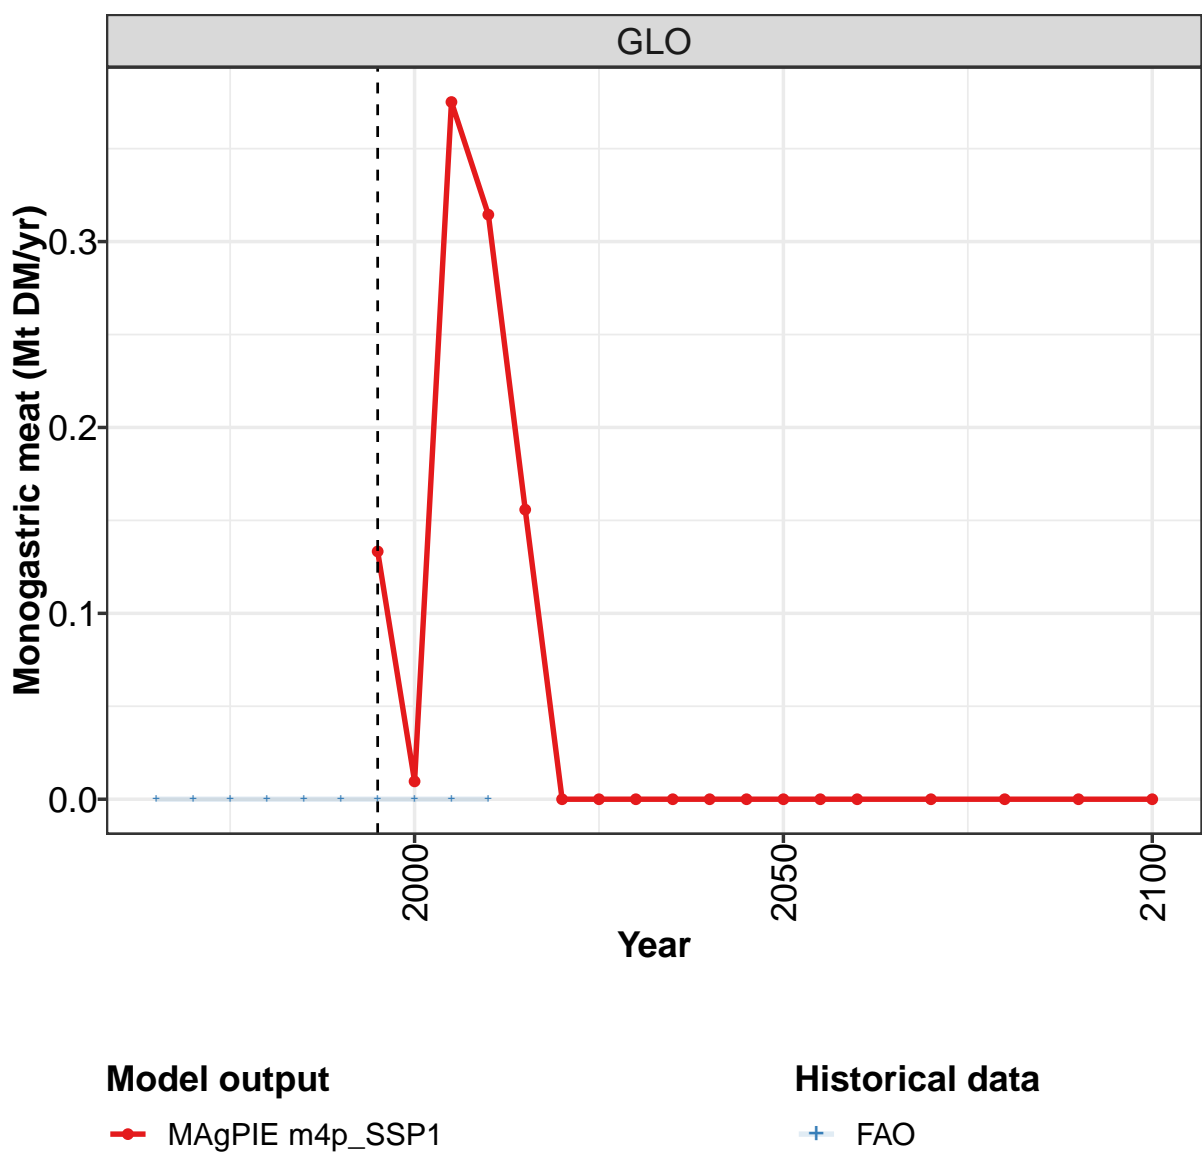 GLO
Monogastric meat (Mt DM/yr)
0.3
0.2
0.1
0.0
2000
2050
2100
Year
Model output
MAgPIE m4p_SSP1
Historical data
FAO